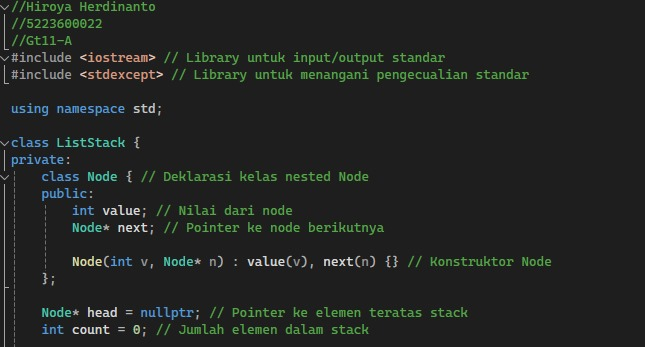 //Hiroya Herdinanto
//5223600022
//Gt11-A
#include <iostream> // Library untuk input/output standar
#include <stdexcept> // Library untuk menangani pengecualian standar
using namespace std;
class ListStack {
private:
class Node { // Deklarasi kelas nested Node
public:
int value; // Nilai dari node
Node* next; // Pointer ke node berikutnya
Node(int v, Node* n) : value(v), next(n) {} // Konstruktor Node
};
Node* head = nullptr; // Pointer ke elemen teratas stack
int count = 0; // Jumlah elemen dalam stack